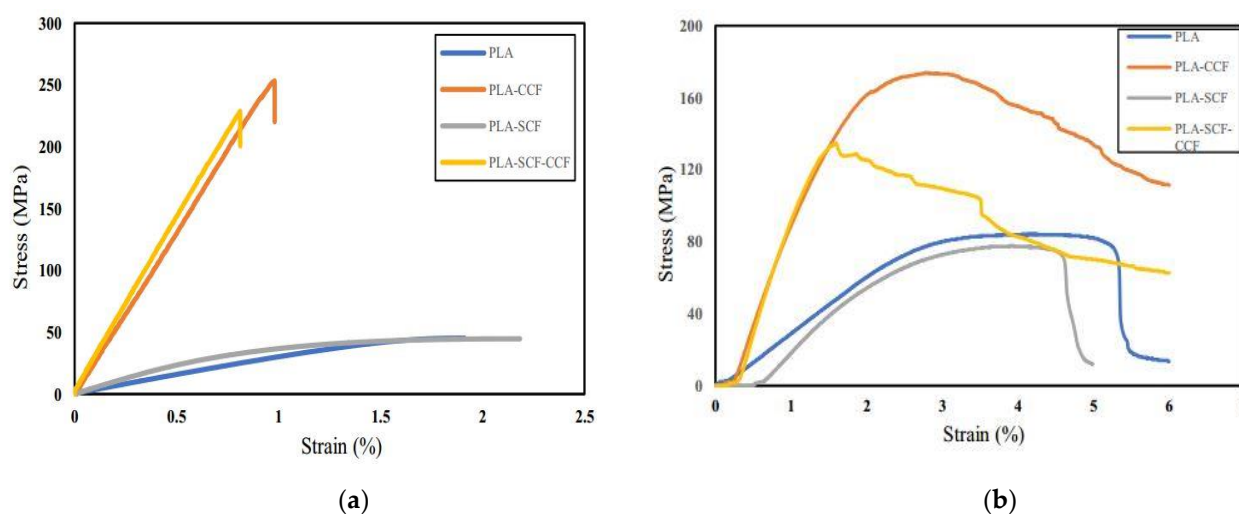 300
250
200
150
100
50
0
Stress (MPa)
0
0.5
1
1.5
2
2.5
Strain (%)
PLA
PLA-CCF
PLA-SCF
PLA-SCF-CCF
(a)
200
160
120
80
40
0
Stress (MPa)
0
1
2
3
4
5
6
Strain (%)
PLA
PLA-CCF
PLA-SCF
PLA-SCF-
CCF
(b)